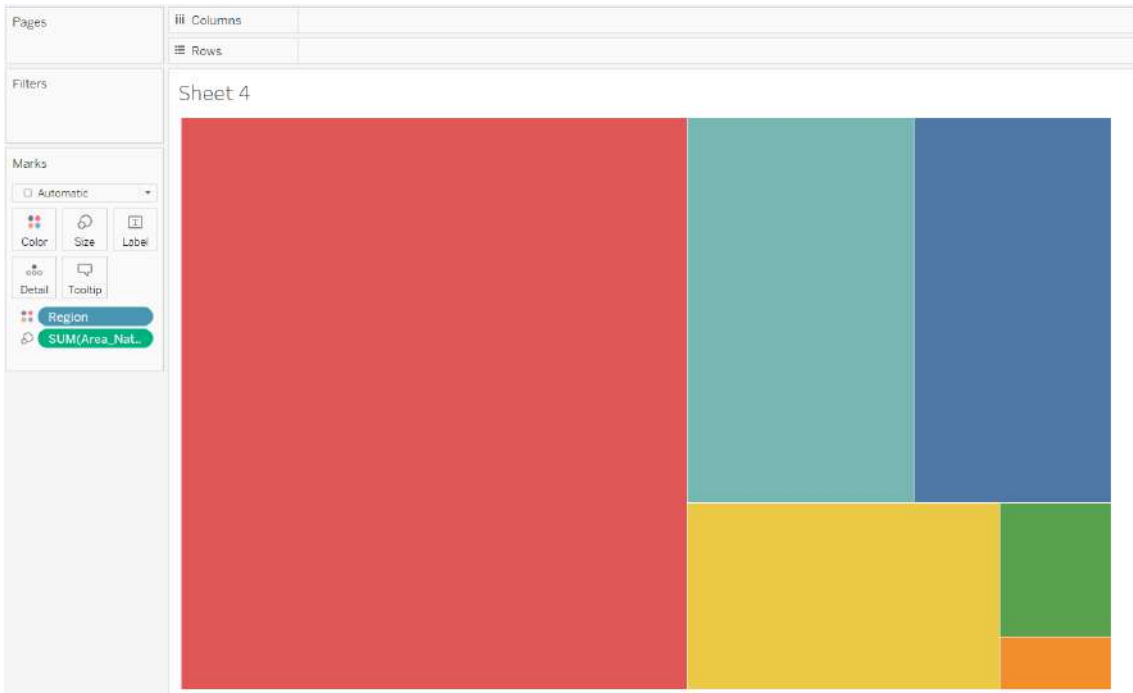 Pages
Columns
Rows
Filters
Sheet 4
Marks
Automatic
Color Size Label
Detail Tooltip
Region
SUM(Area_Nat..